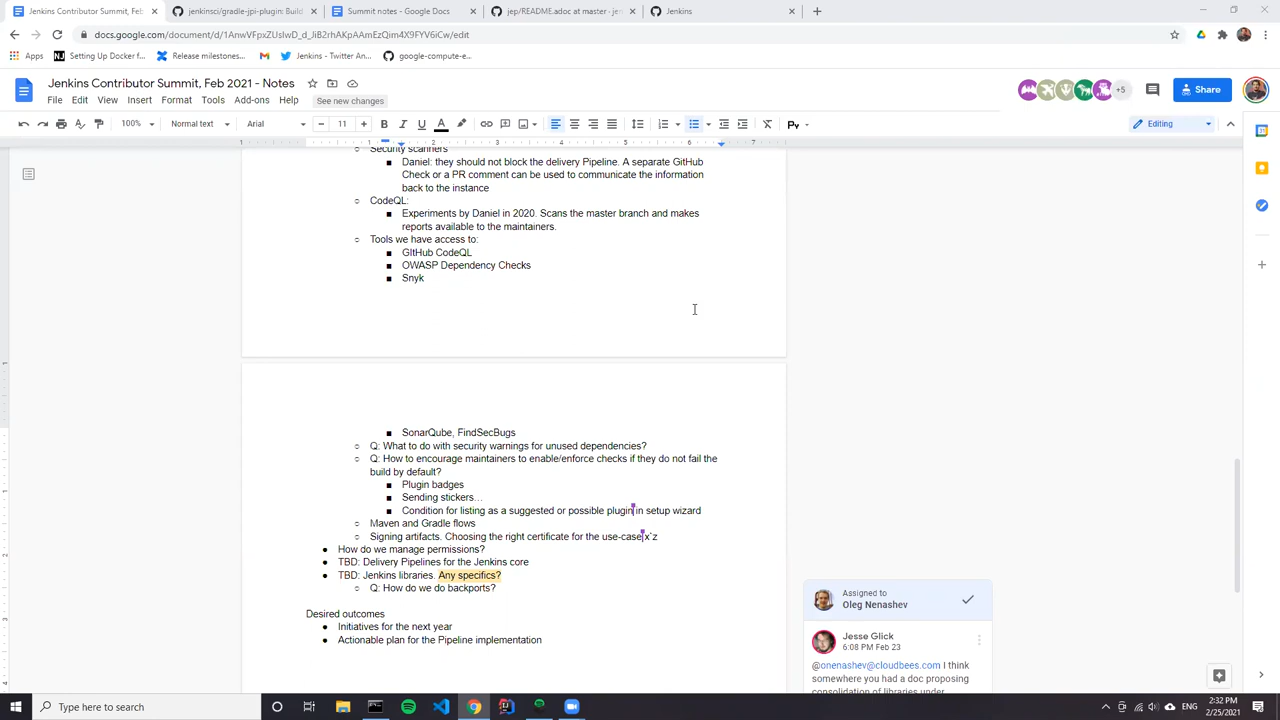 Jenkins Contributor Summit, Feb:
jenkinsci/gradle-jpi-plugin: Build
Summit notes - Google Docs
jep/README.adoc at master · jen
Jenkins
docs.google.com/document/d/1AnwVFpxZUslwD_d_JiB2rhAKpAAmEzQim4X9FYV6iCw/edit
Apps
Setting Up Docker f...
Release milestones...
Twitter
Jenkins - Twitter An...
google-compute-e...
Jenkins Contributor Summit, Feb 2021 - Notes
File Edit View Insert Format Tools Add-ons Help See new changes
+5
Share
100% Normal text Arial 11
Editing
1 1 2 3 4 5 6 7
Security scanners
Daniel: they should not block the delivery Pipeline. A separate GitHub
Check or a PR comment can be used to communicate the information
back to the instance
CodeQL:
Experiments by Daniel in 2020. Scans the master branch and makes
reports available to the maintainers.
Tools we have access to:
GItHub CodeQL
OWASP Dependency Checks
Snyk
SonarQube, FindSecBugs
Q: What to do with security warnings for unused dependencies?
Q: How to encourage maintainers to enable/enforce checks if they do not fail the
build by default?
Plugin badges
Sending stickers...
Condition for listing as a suggested or possible plugin in setup wizard
Maven and Gradle flows
Signing artifacts. Choosing the right certificate for the use-case x`z
How do we manage permissions?
TBD: Delivery Pipelines for the Jenkins core
TBD: Jenkins libraries. Any specifics?
Q: How do we do backports?
Desired outcomes
Initiatives for the next year
Actionable plan for the Pipeline implementation
Assigned to
Oleg Nenashev
Jesse Glick
6:08 PM Feb 23
@onenashev@cloudbees.com I think
somewhere you had a doc proposing
consolidation of libraries under
Type here to search
ENG
2:32 PM
2/25/2021